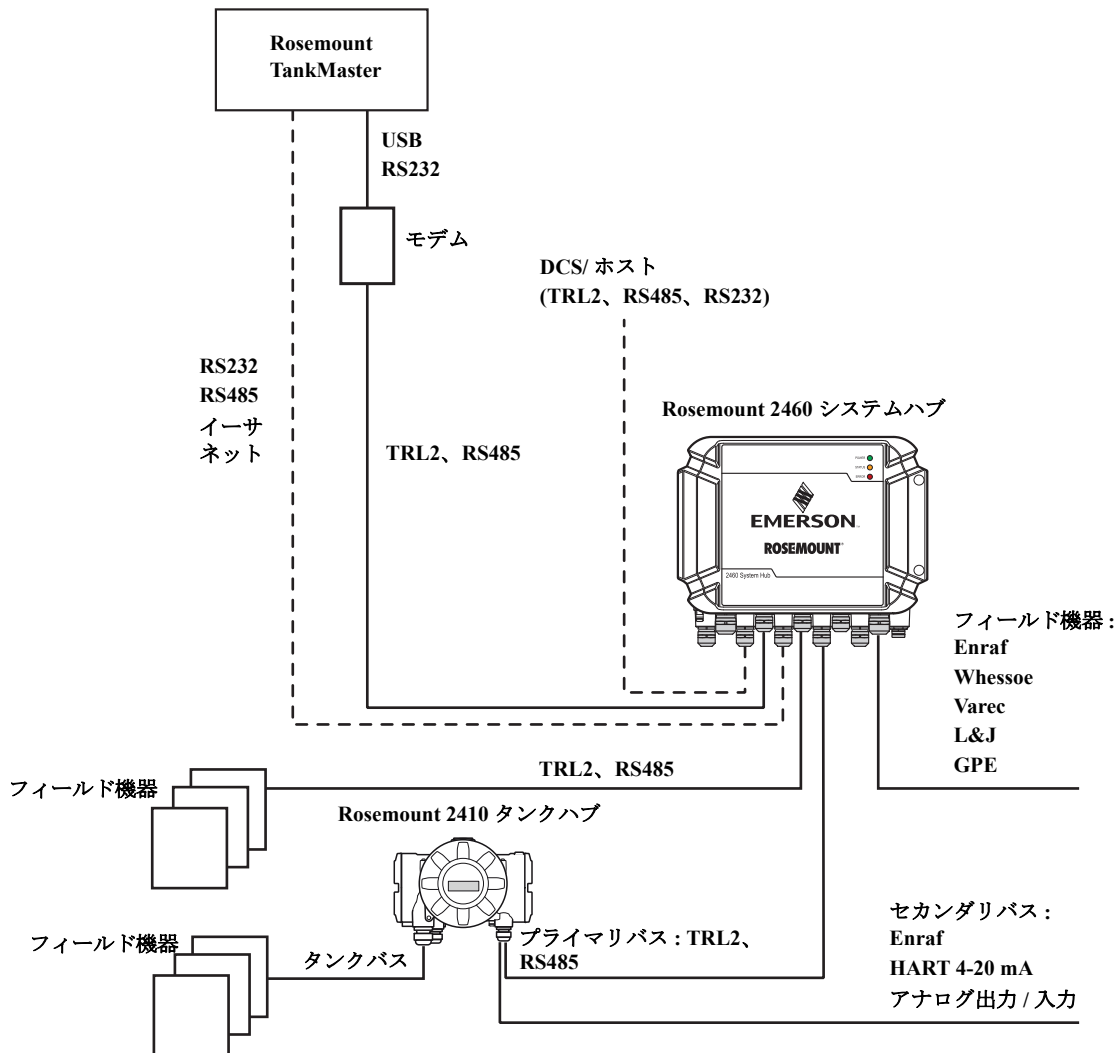 Rosemount
TankMaster
USB
RS232
モデム
DCS/ ホスト
(TRL2、RS485、RS232)
RS232
RS485
イーサ
ネット
TRL2、RS485
Rosemount 2460 システムハブ
POWER
STATUS
ERROR
EMERSON
ROSEMOUNT
2460 System Hub
フィールド機器 :
Enraf
Whessoe
Varec
L&J
GPE
TRL2、RS485
フィールド機器
Rosemount 2410 タンクハブ
フィールド機器
タンクバス
プライマリバス : TRL2、
RS485
セカンダリバス :
Enraf
HART 4-20 mA
アナログ出力 / 入力